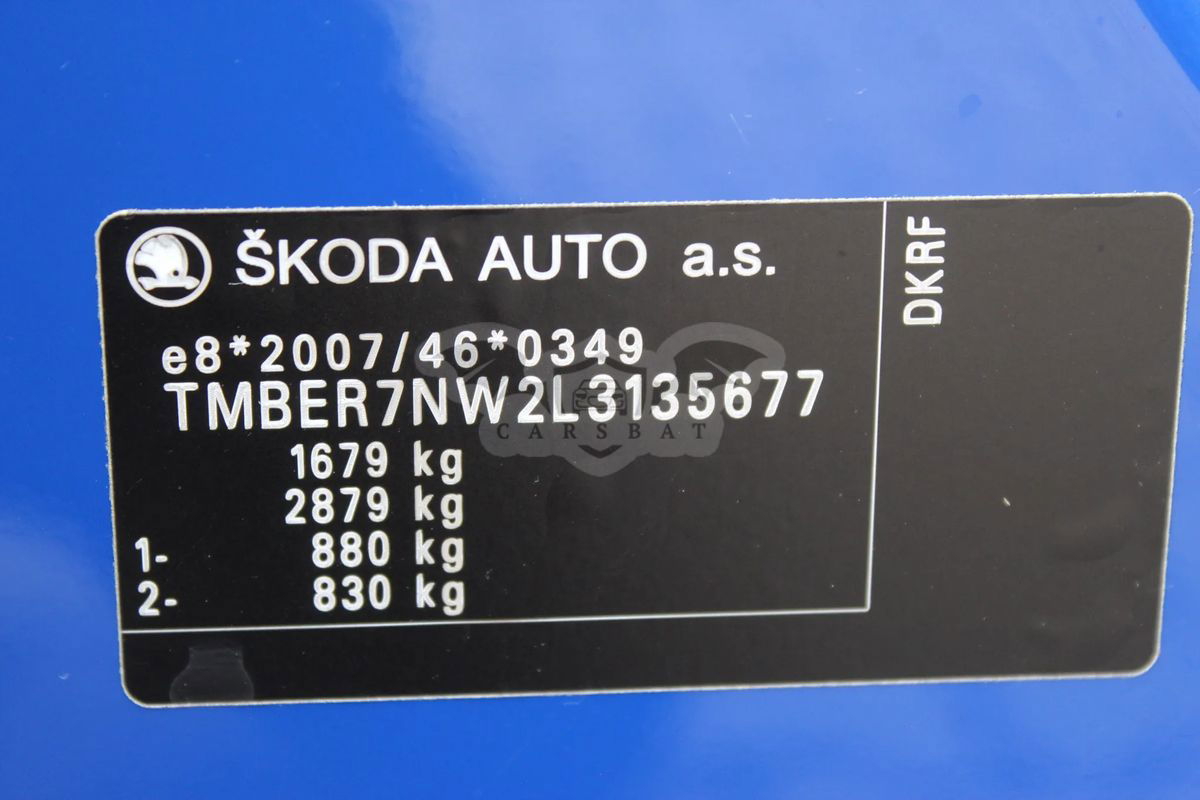 ŠKODA AUTO a.s.
e8*2007/46*0349
TMBER7NW2L3135677
1679 kg
2879 kg
1- 880 kg
2- 830 kg
DKRF
CARSBAT